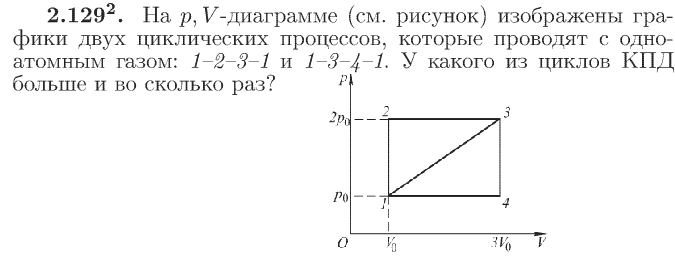 2.129². На p, V-диаграмме (см. рисунок) изображены гра-
фики двух циклических процессов, которые проводят с одно-
атомным газом: 1–2–3–1 и 1–3–4–1. У какого из циклов КПД
больше и во сколько раз?
p
2p₀ 2 3
p₀ 1 4
O V₀ 3V₀ V